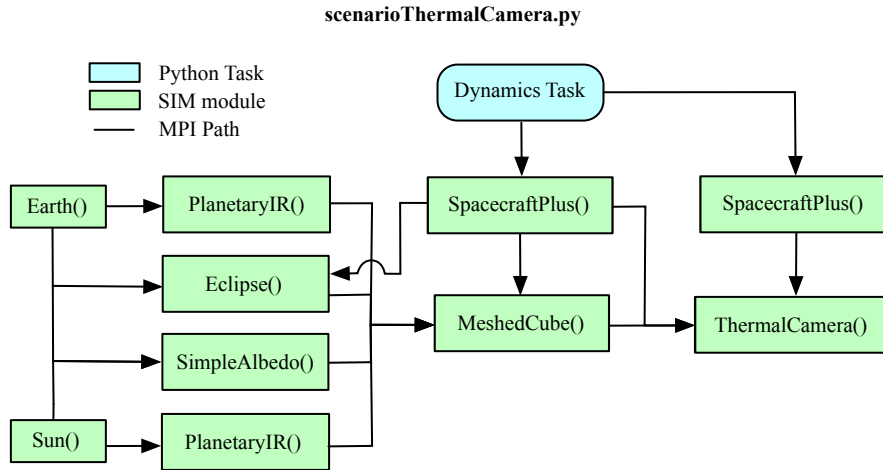 scenarioThermalCamera.py
Python Task
SIM module
MPI Path
Dynamics Task
Earth()
PlanetaryIR()
SpacecraftPlus()
SpacecraftPlus()
Eclipse()
MeshedCube()
ThermalCamera()
SimpleAlbedo()
Sun()
PlanetaryIR()